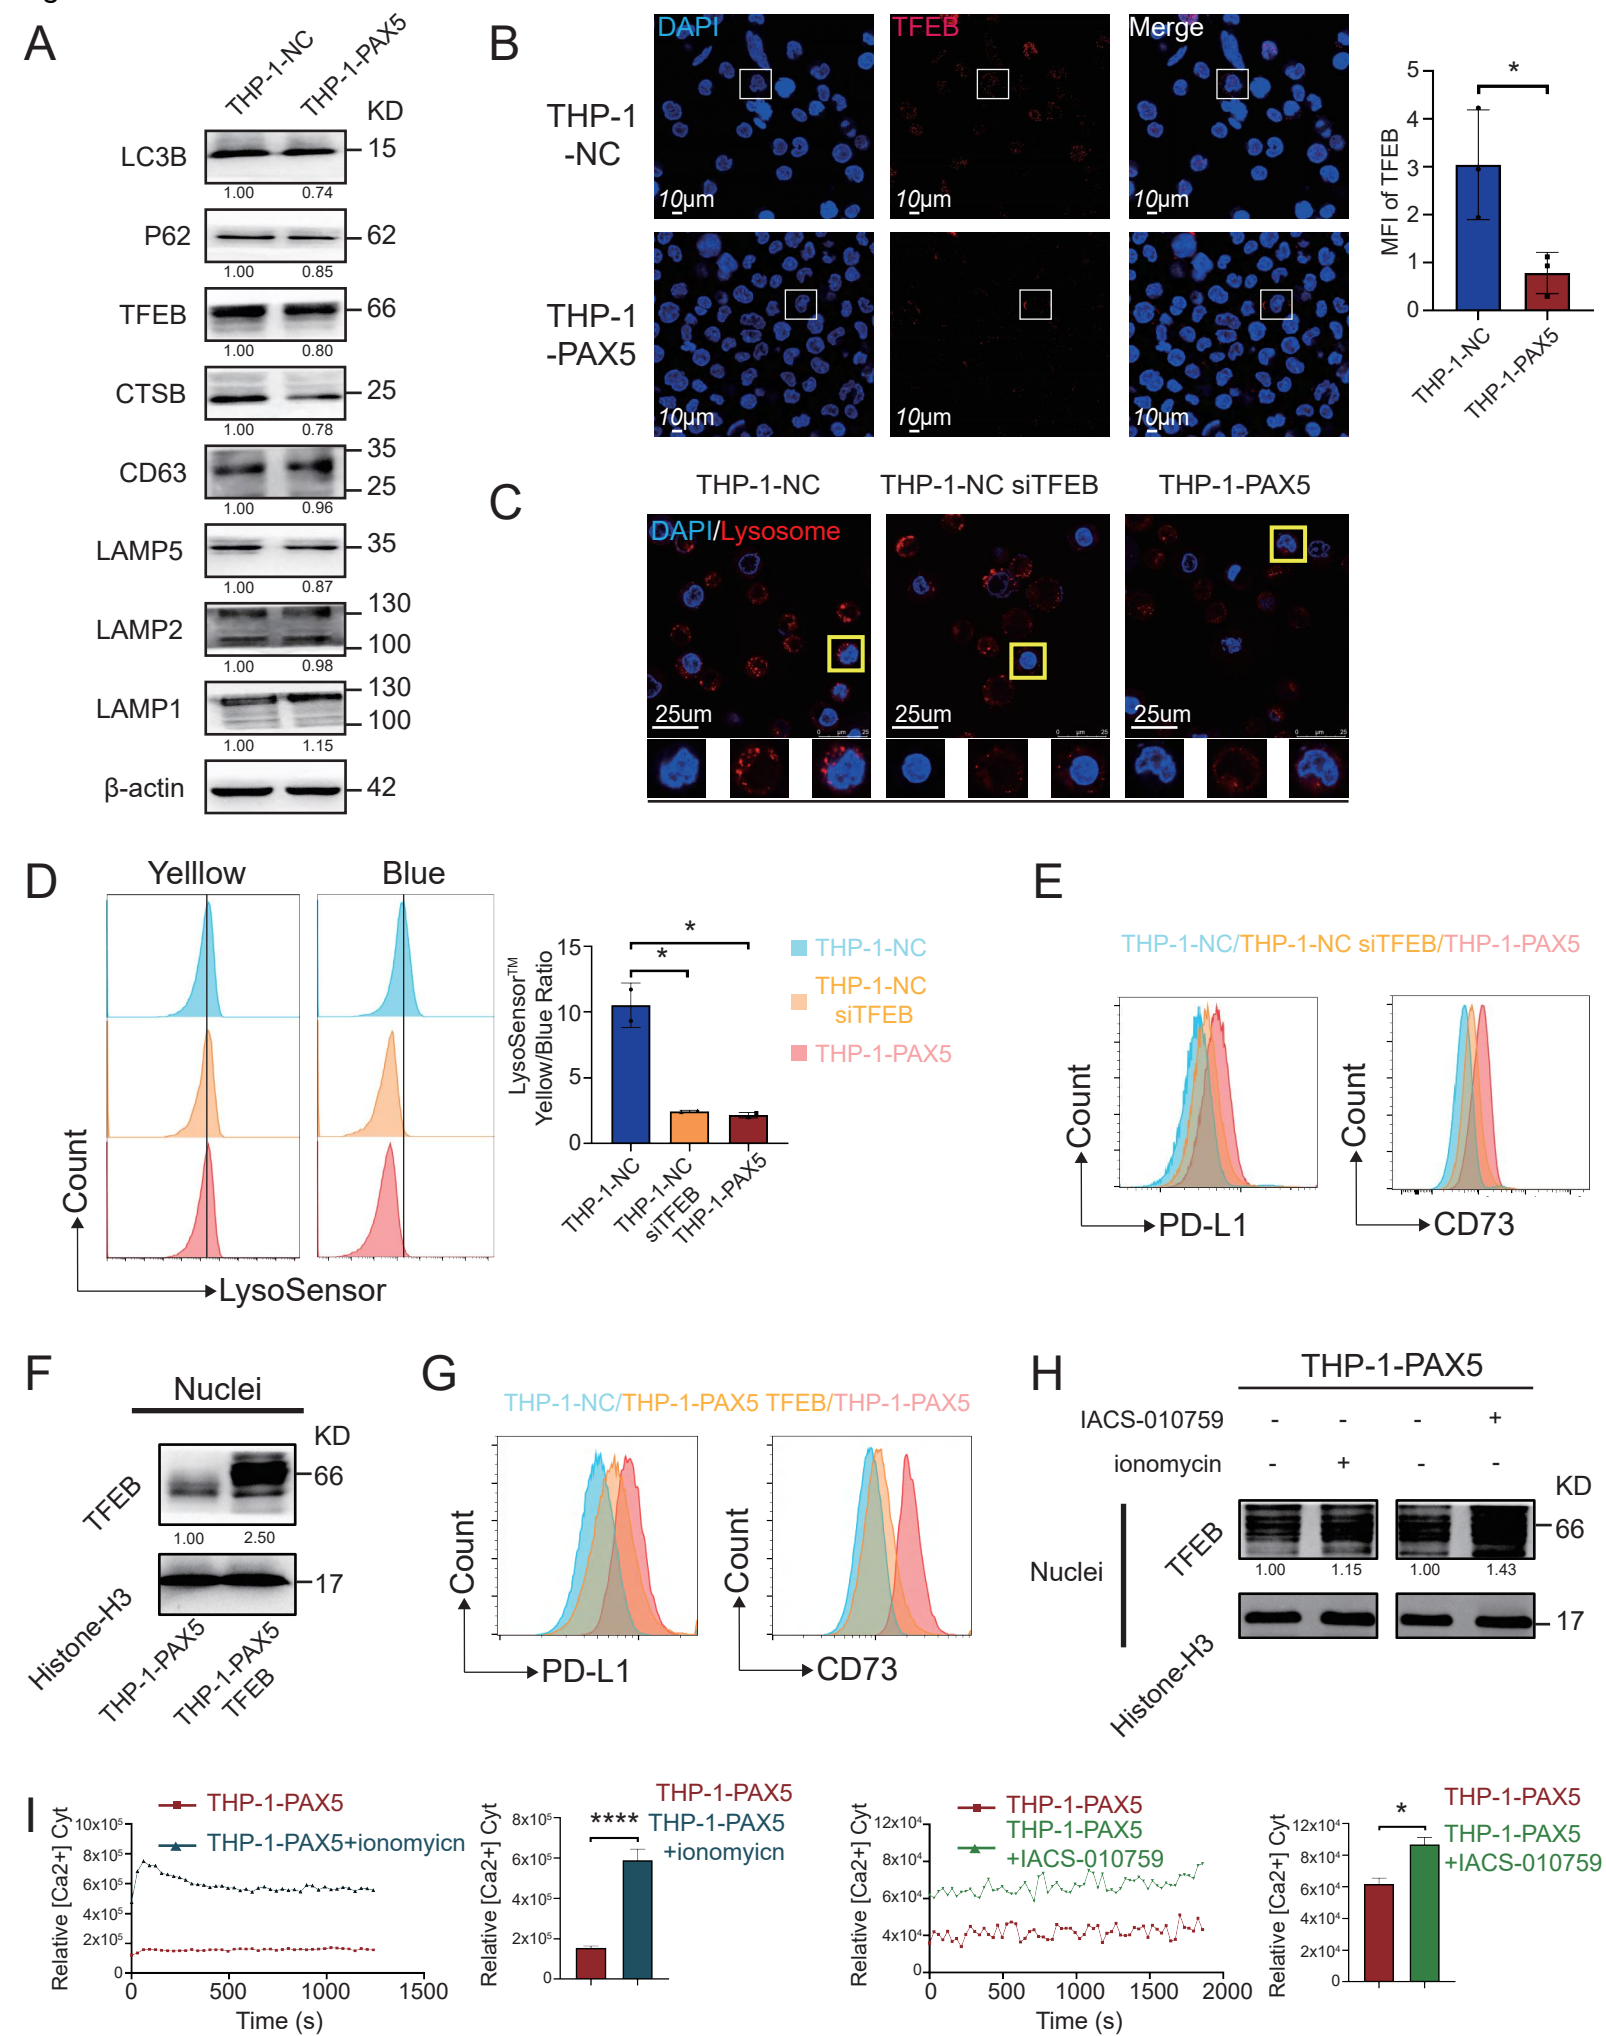 A
THP-1-NC
THP-1-PAX5
KD
LC3B
15
1.00
0.74
P62
62
1.00
0.85
TFEB
66
1.00
0.80
CTSB
25
1.00
0.78
CD63
35
25
1.00
0.96
LAMP5
35
1.00
0.87
LAMP2
130
100
1.00
0.98
LAMP1
130
100
1.00
1.15
β-actin
42
B
DAPI
TFEB
Merge
THP-1
-NC
10μm
10μm
10μm
THP-1
-PAX5
10μm
10μm
10μm
MFI of TFEB
5
4
3
2
1
0
*
THP-1-NC
THP-1-PAX5
C
THP-1-NC
THP-1-NC siTFEB
THP-1-PAX5
DAPI/Lysosome
25um
25um
25um
0 μm 25
0 μm 25
0 μm 25
D
Yelllow
Blue
Count
LysoSensor
LysoSensor™
Yellow/Blue Ratio
15
10
5
0
*
*
THP-1-NC
THP-1-NC
siTFEB
THP-1-PAX5
THP-1-NC
THP-1-NC
siTFEB
THP-1-PAX5
E
THP-1-NC/THP-1-NC siTFEB/THP-1-PAX5
Count
PD-L1
Count
CD73
F
Nuclei
KD
TFEB
66
1.00
2.50
Histone-H3
17
THP-1-PAX5
THP-1-PAX5
TFEB
G
THP-1-NC/THP-1-PAX5 TFEB/THP-1-PAX5
Count
PD-L1
Count
CD73
H
THP-1-PAX5
IACS-010759 - - - +
ionomycin - + - -
KD
Nuclei
TFEB
66
1.00
1.15
1.00
1.43
Histone-H3
17
I
Relative [Ca2+] Cyt
10x10⁵
8x10⁵
6x10⁵
4x10⁵
2x10⁵
0
THP-1-PAX5
THP-1-PAX5+ionomyicn
0 500 1000 1500
Time (s)
Relative [Ca2+] Cyt
8x10⁵
6x10⁵
4x10⁵
2x10⁵
0
****
THP-1-PAX5
THP-1-PAX5
+ionomyicn
Relative [Ca2+] Cyt
12x10⁴
8x10⁴
6x10⁴
4x10⁴
0
THP-1-PAX5
THP-1-PAX5
+IACS-010759
0 500 1000 1500 2000
Time (s)
Relative [Ca2+] Cyt
12x10⁴
8x10⁴
6x10⁴
4x10⁴
2x10⁴
0
*
THP-1-PAX5
THP-1-PAX5
+IACS-010759